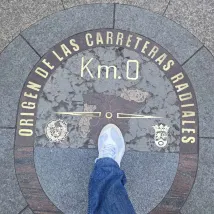 ORIGEN DE LAS CARRETERAS RADIALES
Km.0